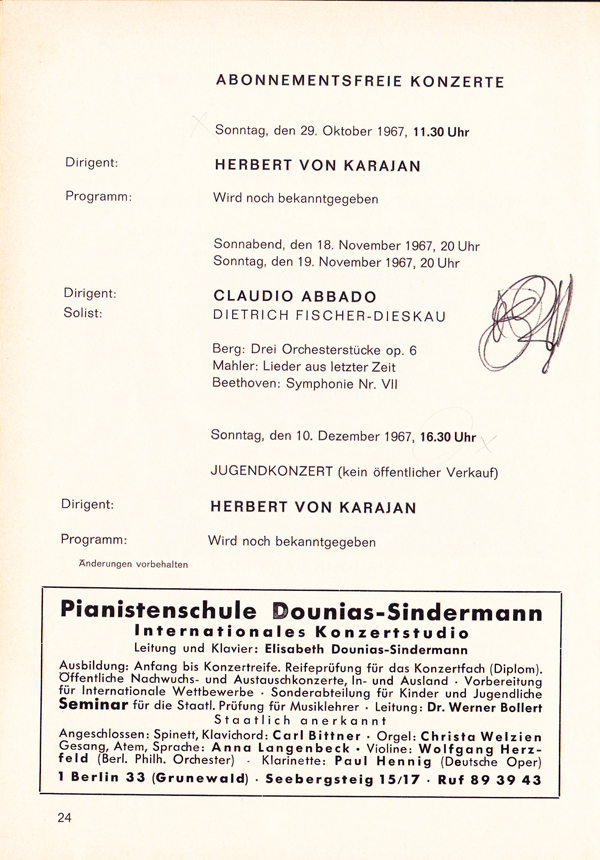 ABONNEMENTSFREIE KONZERTE
Sonntag, den 29. Oktober 1967, 11.30 Uhr
Dirigent: HERBERT VON KARAJAN
Programm: Wird noch bekanntgegeben
Sonnabend, den 18. November 1967, 20 Uhr
Sonntag, den 19. November 1967, 20 Uhr
Dirigent: CLAUDIO ABBADO
Solist: DIETRICH FISCHER-DIESKAU
Berg: Drei Orchesterstücke op. 6
Mahler: Lieder aus letzter Zeit
Beethoven: Symphonie Nr. VII
Sonntag, den 10. Dezember 1967, 16.30 Uhr
JUGENDKONZERT (kein öffentlicher Verkauf)
Dirigent: HERBERT VON KARAJAN
Programm: Wird noch bekanntgegeben
Änderungen vorbehalten
Pianistenschule Dounias-Sindermann
Internationales Konzertstudio
Leitung und Klavier: Elisabeth Dounias-Sindermann
Ausbildung: Anfang bis Konzertreife. Reifeprüfung für das Konzertfach (Diplom).
Öffentliche Nachwuchs- und Austauschkonzerte, In- und Ausland · Vorbereitung
für Internationale Wettbewerbe · Sonderabteilung für Kinder und Jugendliche
Seminar für die Staatl. Prüfung für Musiklehrer · Leitung: Dr. Werner Bollert
Staatlich anerkannt
Angeschlossen: Spinett, Klavichord: Carl Bittner · Orgel: Christa Welzien
Gesang, Atem, Sprache: Anna Langenbeck · Violine: Wolfgang Herz-
feld (Berl. Philh. Orchester) · Klarinette: Paul Hennig (Deutsche Oper)
1 Berlin 33 (Grunewald) · Seebergsteig 15/17 · Ruf 89 39 43
24